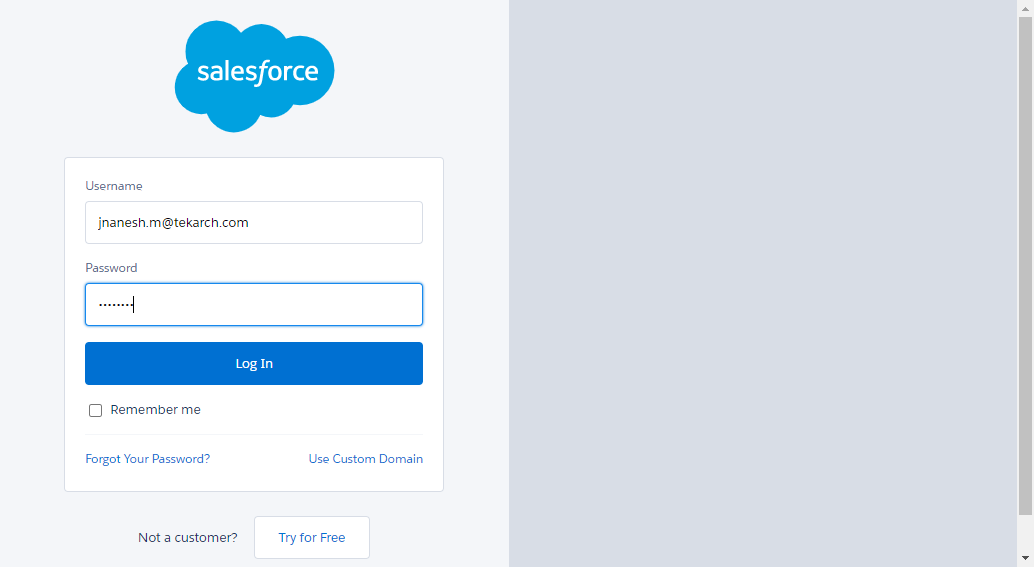 salesforce
Username
jnanesh.m@tekarch.com
Password
••••••••
Log In
Remember me
Forgot Your Password?
Use Custom Domain
Not a customer?
Try for Free